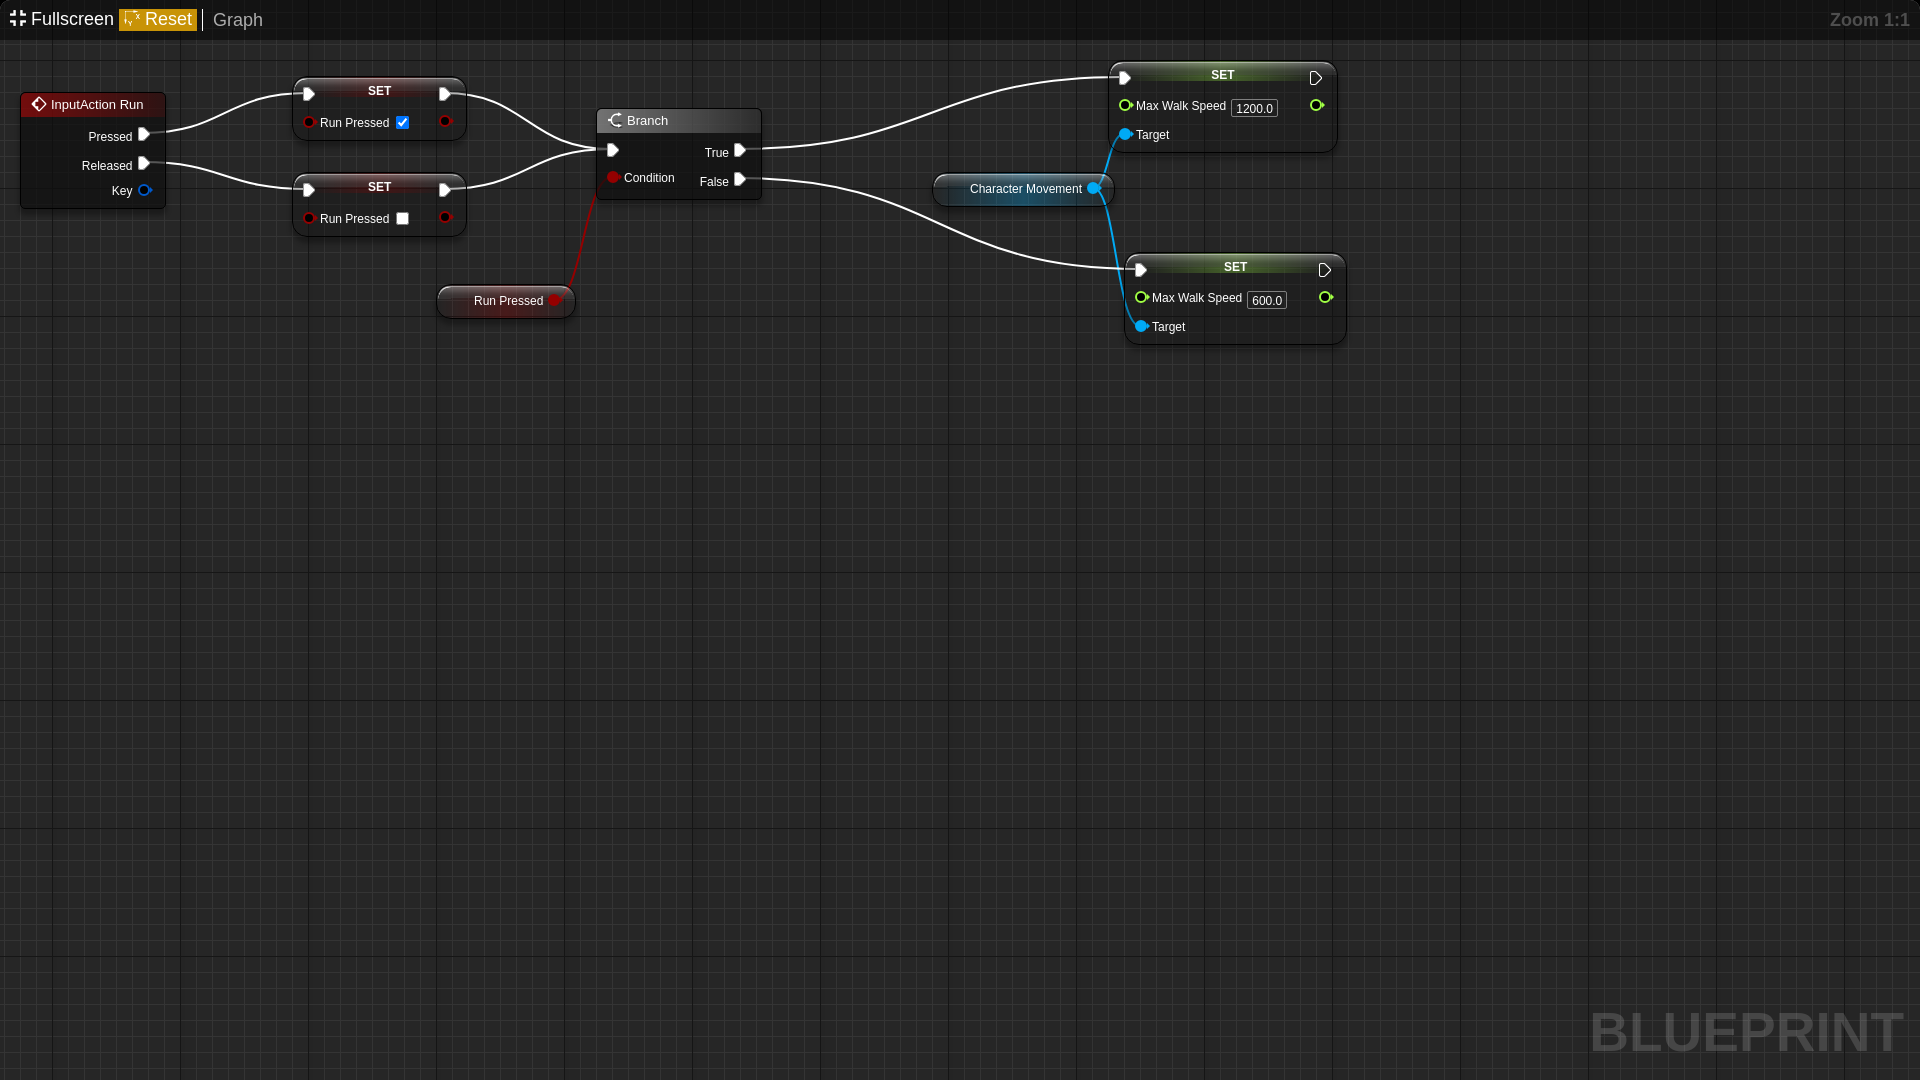 Fullscreen Reset Graph Zoom 1:1
InputAction Run
Pressed
Released
Key
SET
Run Pressed
SET
Run Pressed
Run Pressed
Branch
True
Condition
False
Character Movement
SET
Max Walk Speed 1200.0
Target
SET
Max Walk Speed 600.0
Target
BLUEPRINT